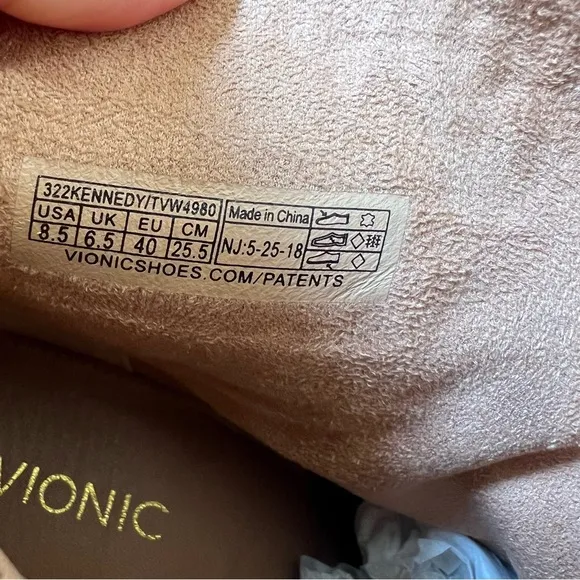 322KENNEDY/TVW4980
USA UK EU CM
8.5 6.5 40 25.5
Made in China
NJ:5-25-18
VIONICSHOES.COM/PATENTS
VIONIC